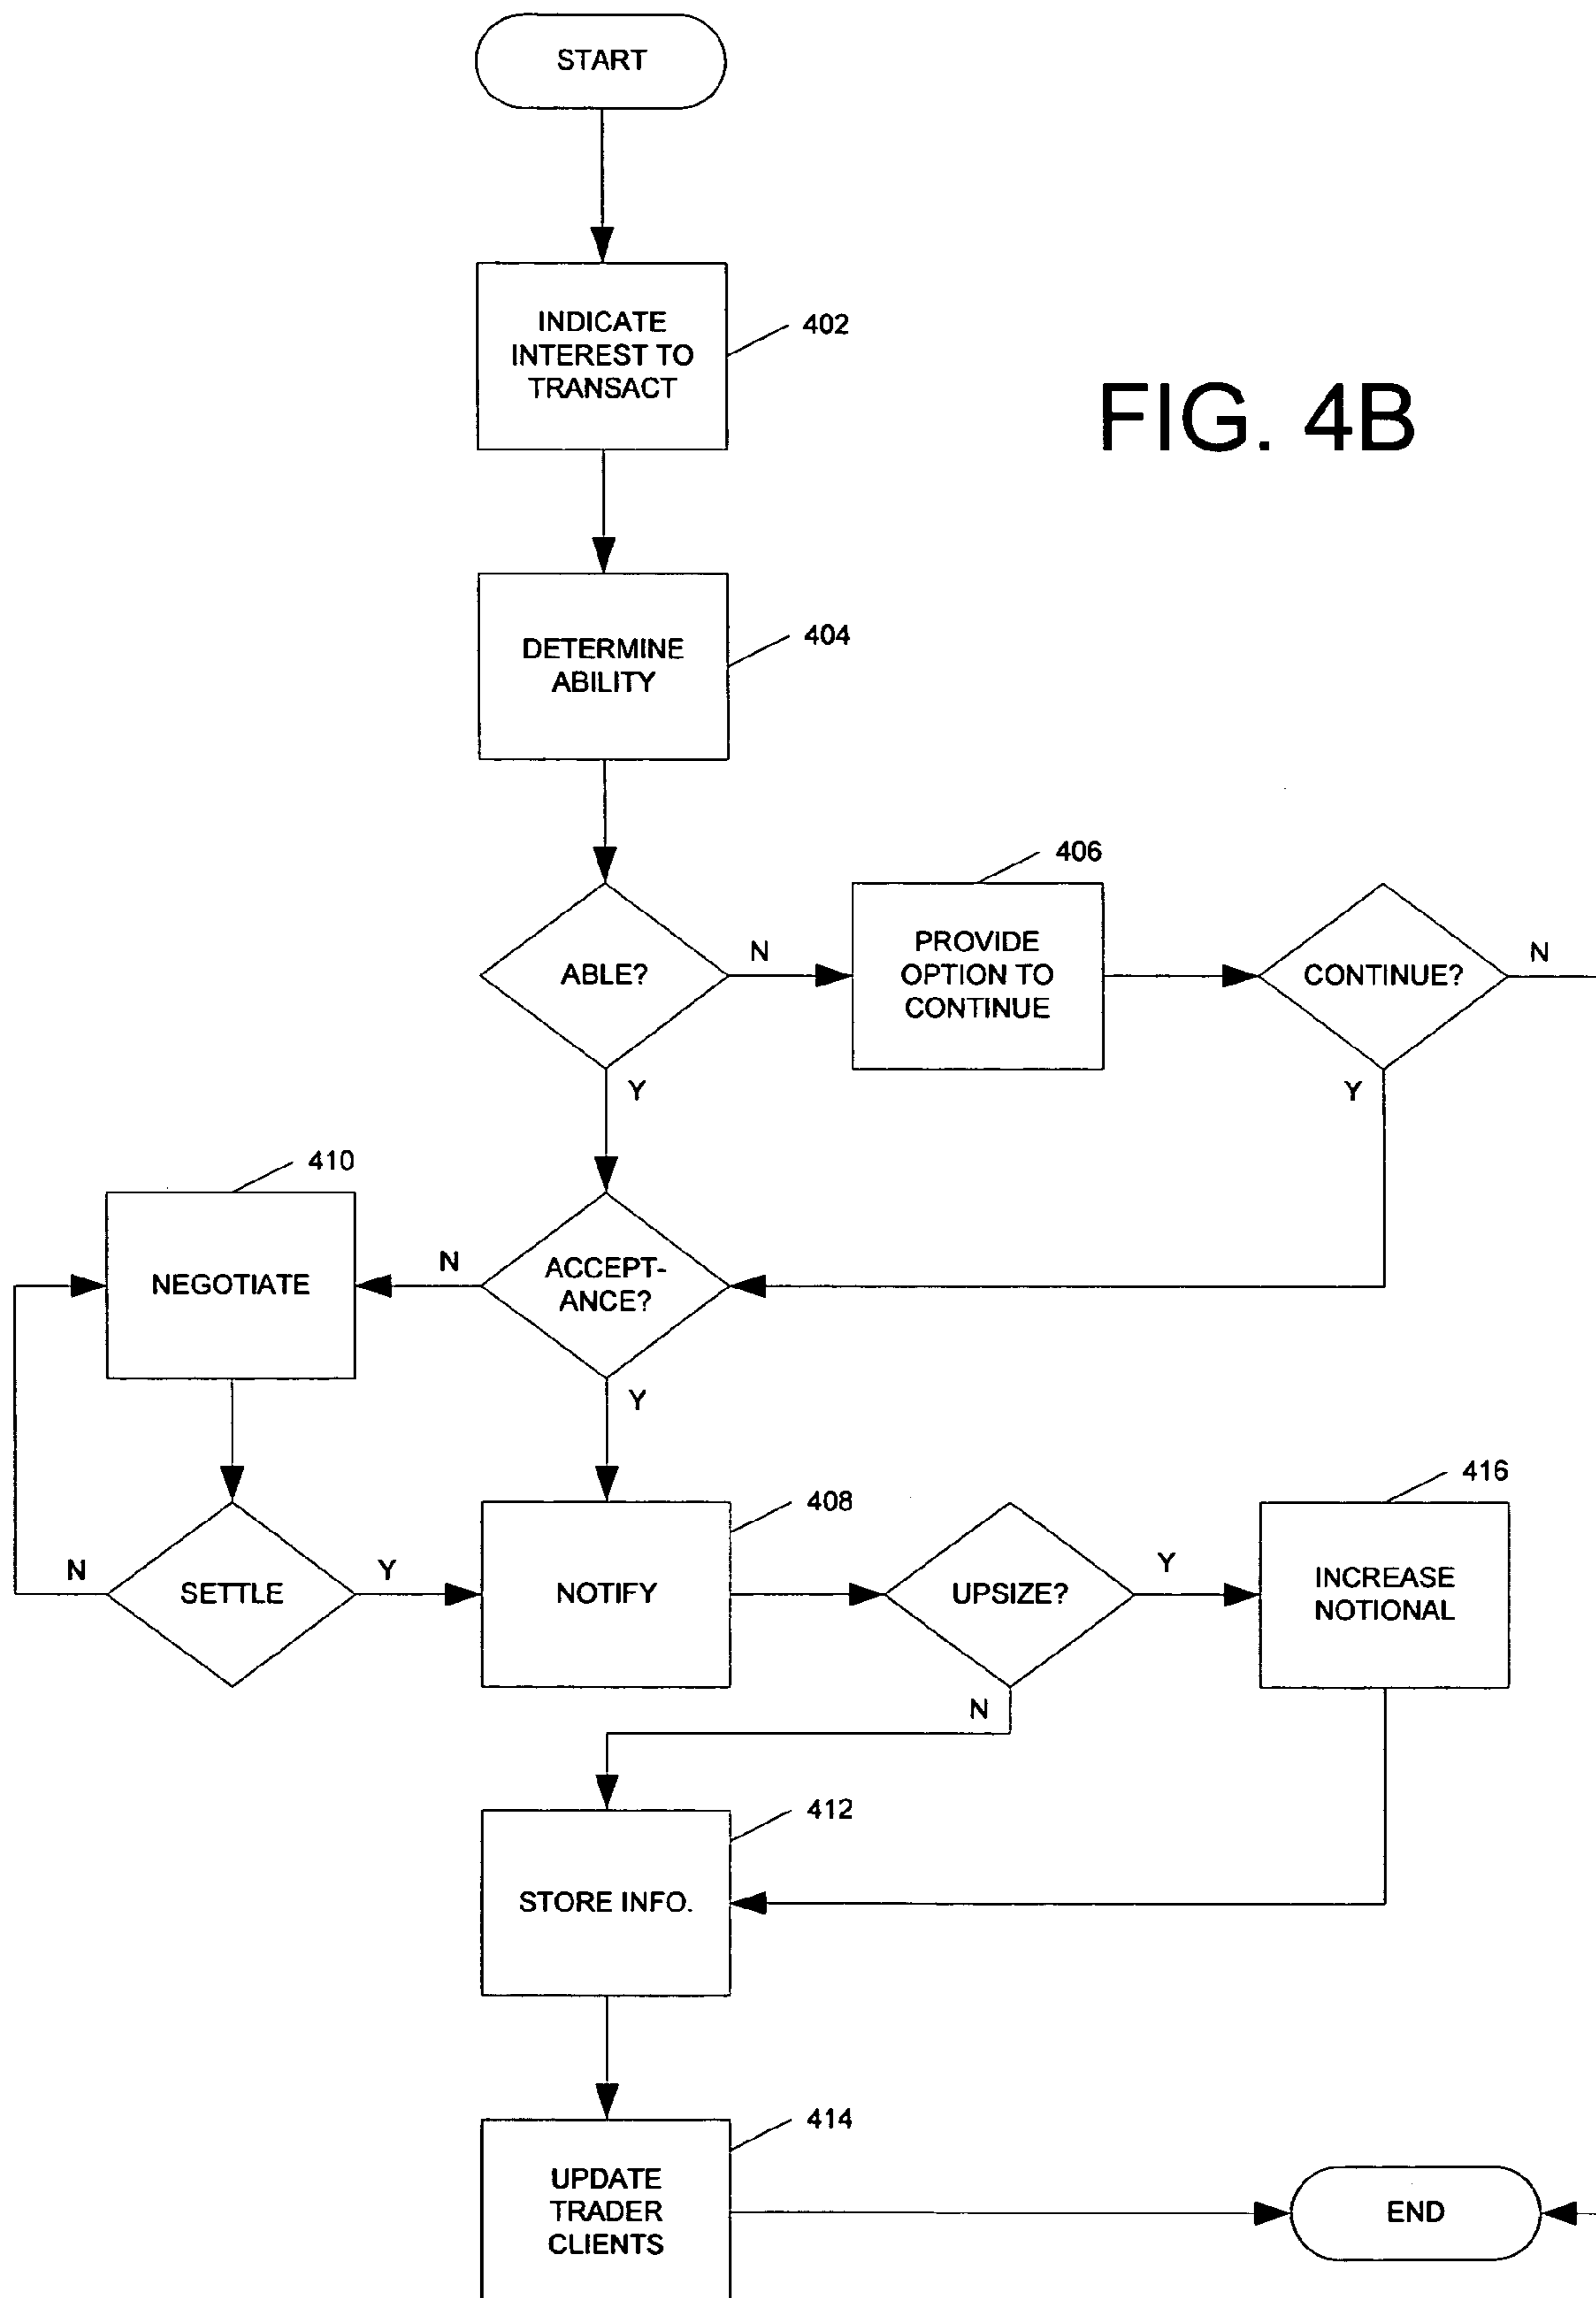 START
INDICATE
INTEREST TO
TRANSACT
402
FIG. 4B
DETERMINE
ABILITY
404
ABLE?
N
PROVIDE
OPTION TO
CONTINUE
406
CONTINUE?
N
Y
Y
410
NEGOTIATE
N
ACCEPT-
ANCE?
Y
N
SETTLE
Y
NOTIFY
408
UPSIZE?
Y
INCREASE
NOTIONAL
416
N
STORE INFO.
412
UPDATE
TRADER
CLIENTS
414
END